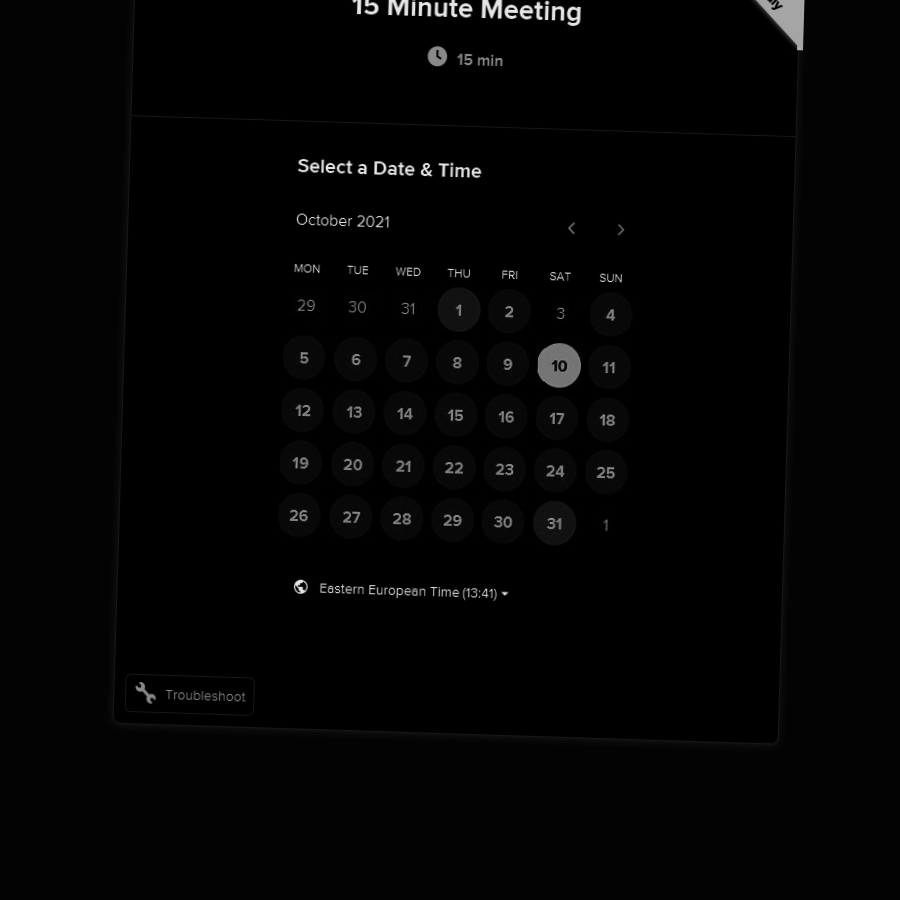 15 Minute Meeting
15 min
Select a Date & Time
October 2021
MON TUE WED THU FRI SAT SUN
29 30 31 1 2 3 4
5 6 7 8 9 10 11
12 13 14 15 16 17 18
19 20 21 22 23 24 25
26 27 28 29 30 31 1
Eastern European Time (13:41)
Troubleshoot